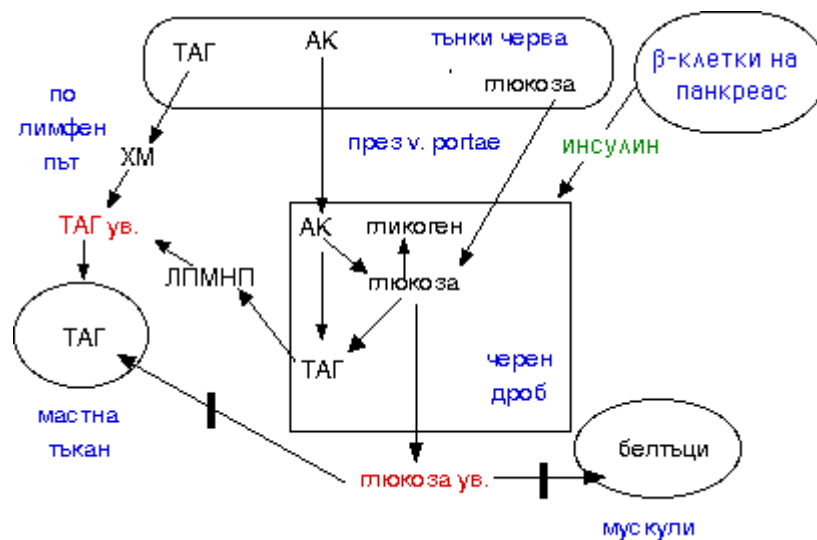 ТАГ
АК
тънки черва
глюкоза
β-клетки на
панкреас
по
лимфен
път
ХМ
през v. portae
инсулин
ТАГ ув.
АК
гликоген
ЛПМНП
глюкоза
ТАГ
ТАГ
черен
дроб
мастна
тъкан
глюкоза ув.
белтъци
мускули